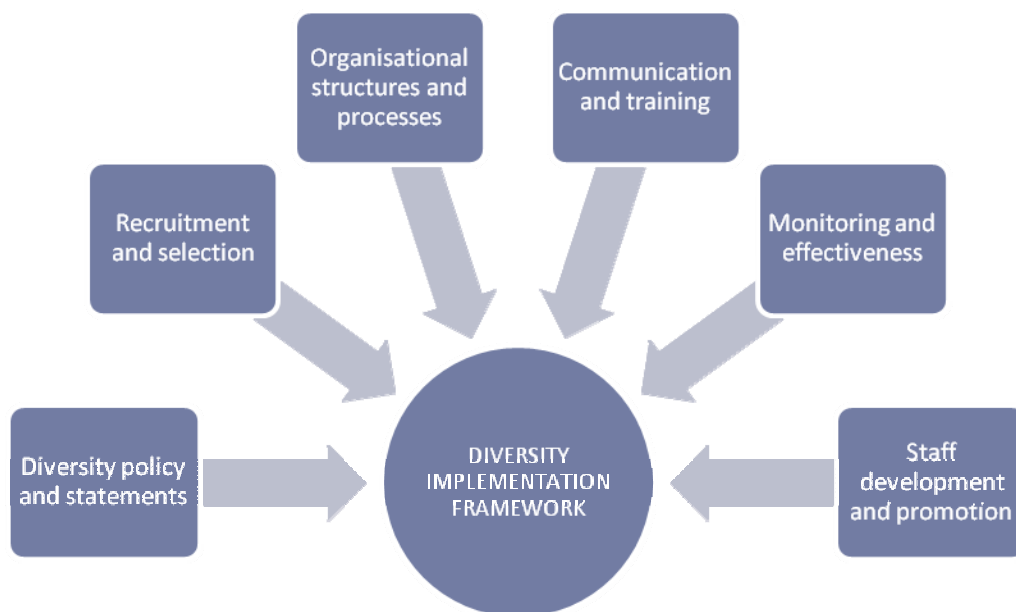 Organisational
structures and
processes
Communication
and training
Recruitment
and selection
Monitoring and
effectiveness
Diversity policy
and statements
DIVERSITY
IMPLEMENTATION
FRAMEWORK
Staff
development
and promotion